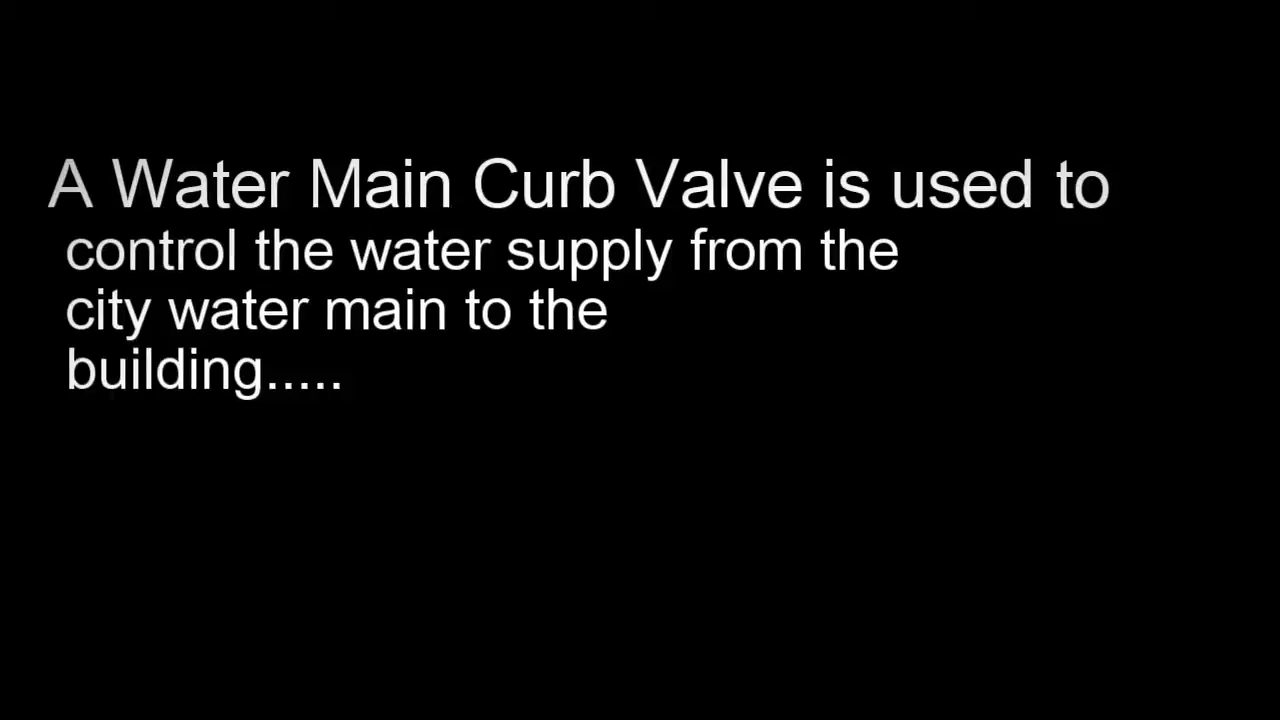 A Water Main Curb Valve is used to
control the water supply from the
city water main to the
building.....